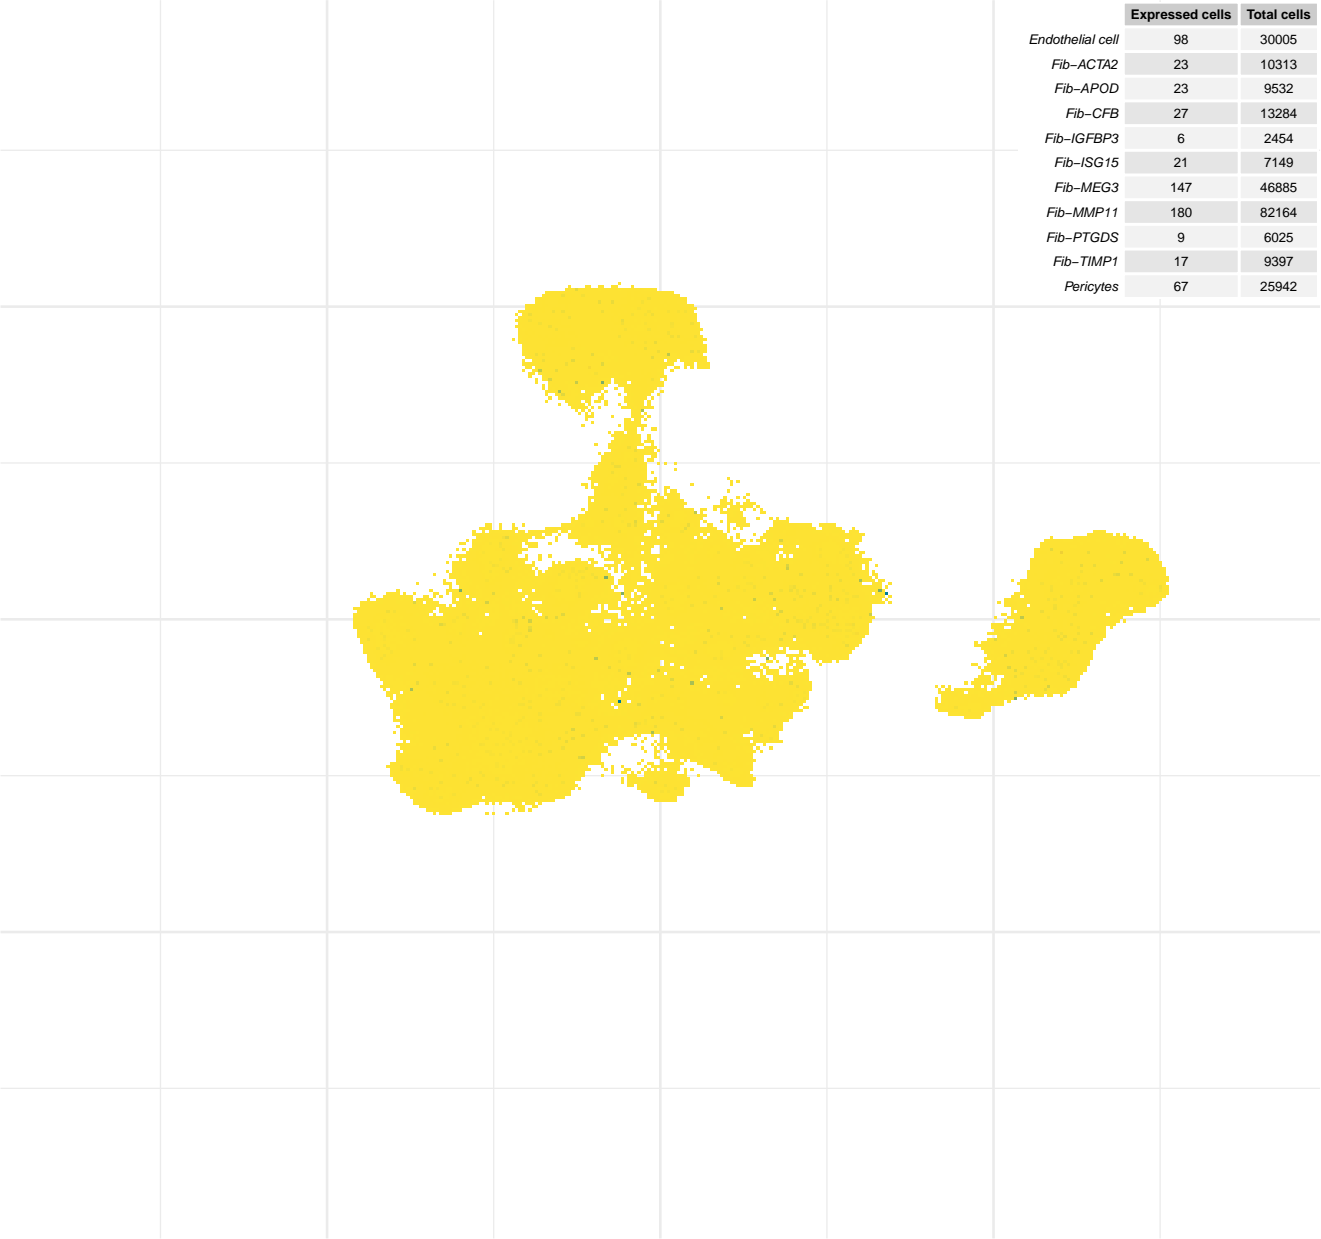 Expressed cells Total cells
Endothelial cell 98 30005
Fib−ACTA2 23 10313
Fib−APOD 23 9532
Fib−CFB 27 13284
Fib−IGFBP3 6 2454
Fib−ISG15 21 7149
Fib−MEG3 147 46885
Fib−MMP11 180 82164
Fib−PTGDS 9 6025
Fib−TIMP1 17 9397
Pericytes 67 25942